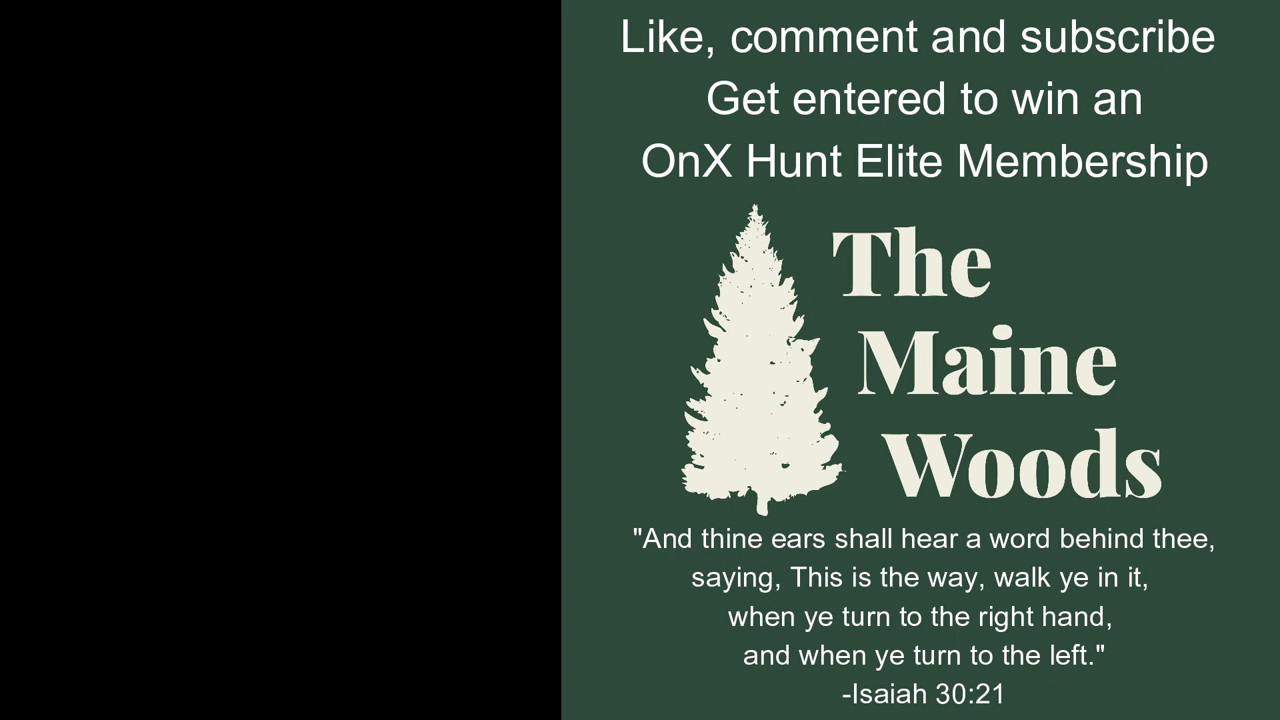 Like, comment and subscribe
Get entered to win an
OnX Hunt Elite Membership
The
Maine
Woods
"And thine ears shall hear a word behind thee,
saying, This is the way, walk ye in it,
when ye turn to the right hand,
and when ye turn to the left."
-Isaiah 30:21